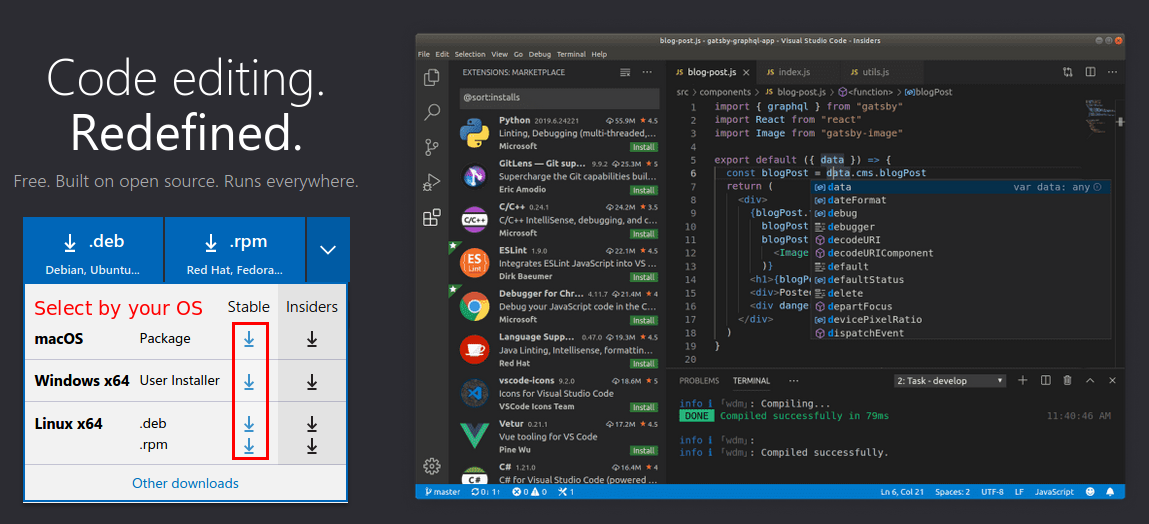 Code editing.
Redefined.
Free. Built on open source. Runs everywhere.
.deb
Debian, Ubuntu...
.rpm
Red Hat, Fedora...
Select by your OS
Stable
Insiders
macOS
Package
Windows x64
User Installer
Linux x64
.deb
.rpm
Other downloads
blog-post.js - gatsby-graphql-app - Visual Studio Code - Insiders
File Edit Selection View Go Debug Terminal Help
EXTENSIONS: MARKETPLACE
@sort:installs
Python 2019.6.24221 55.9M ★ 4.5
Linting, Debugging (multi-threaded,...
Microsoft Install
GitLens — Git sup... 9.9.2 25.3M ★ 5
Supercharge the Git capabilities buil...
Eric Amodio Install
C/C++ 0.24.1 24.2M ★ 3.5
C/C++ IntelliSense, debugging, and c...
Microsoft Install
ESLint 1.9.0 22.1M ★ 4.5
Integrates ESLint JavaScript into VS ...
Dirk Baeumer Install
Debugger for Chr... 4.11.7 21.4M ★ 4
Debug your JavaScript code in the C...
Microsoft Install
Language Supp... 0.47.0 19.3M ★ 4.5
Java Linting, Intellisense, formattin...
Red Hat Install
vscode-icons 9.2.0 18.6M ★ 5
Icons for Visual Studio Code
VSCode Icons Team Install
Vetur 0.21.1 17.2M ★ 4.5
Vue tooling for VS Code
Pine Wu Install
C# 1.21.0 16.4M ★ 4
C# for Visual Studio Code (powered ...
JS blog-post.js
JS index.js
JS utils.js
src › components › JS blog-post.js › <function> › blogPost
1 import { graphql } from "gatsby"
2 import React from "react"
3 import Image from "gatsby-image"
4
5 export default ({ data }) => {
6 const blogPost = data.cms.blogPost
7 return (
8 <div>
9 {blogPost.
10 blogPost
11 blogPost
12 <Image
13 )}
14 <h1>{blogP
15 <div>Poste
16 <div dange
17 </div>
18 )
19 }
20
data var data: any
dateFormat
debug
debugger
decodeURI
decodeURIComponent
default
defaultStatus
delete
departFocus
devicePixelRatio
dispatchEvent
PROBLEMS TERMINAL ... 2: Task - develop
info i 「wdm」: Compiling...
DONE Compiled successfully in 79ms 11:40:46 AM
info i 「wdm」:
info i 「wdm」: Compiled successfully.
master 0↓ 1↑ 0 0 1
Ln 6, Col 21 Spaces: 2 UTF-8 LF JavaScript